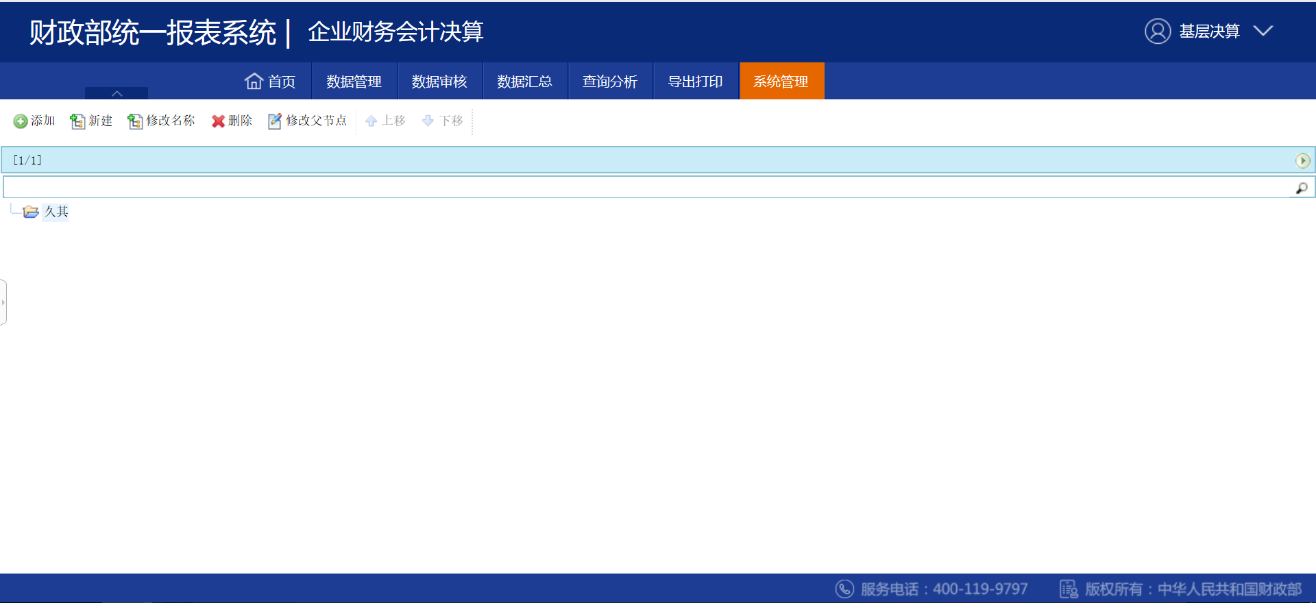 财政部统一报表系统 | 企业财务会计决算 基层决算
首页 数据管理 数据审核 数据汇总 查询分析 导出打印 系统管理
添加 新建 修改名称 删除 修改父节点 上移 下移
[1/1]
久其
服务电话：400-119-9797 版权所有：中华人民共和国财政部